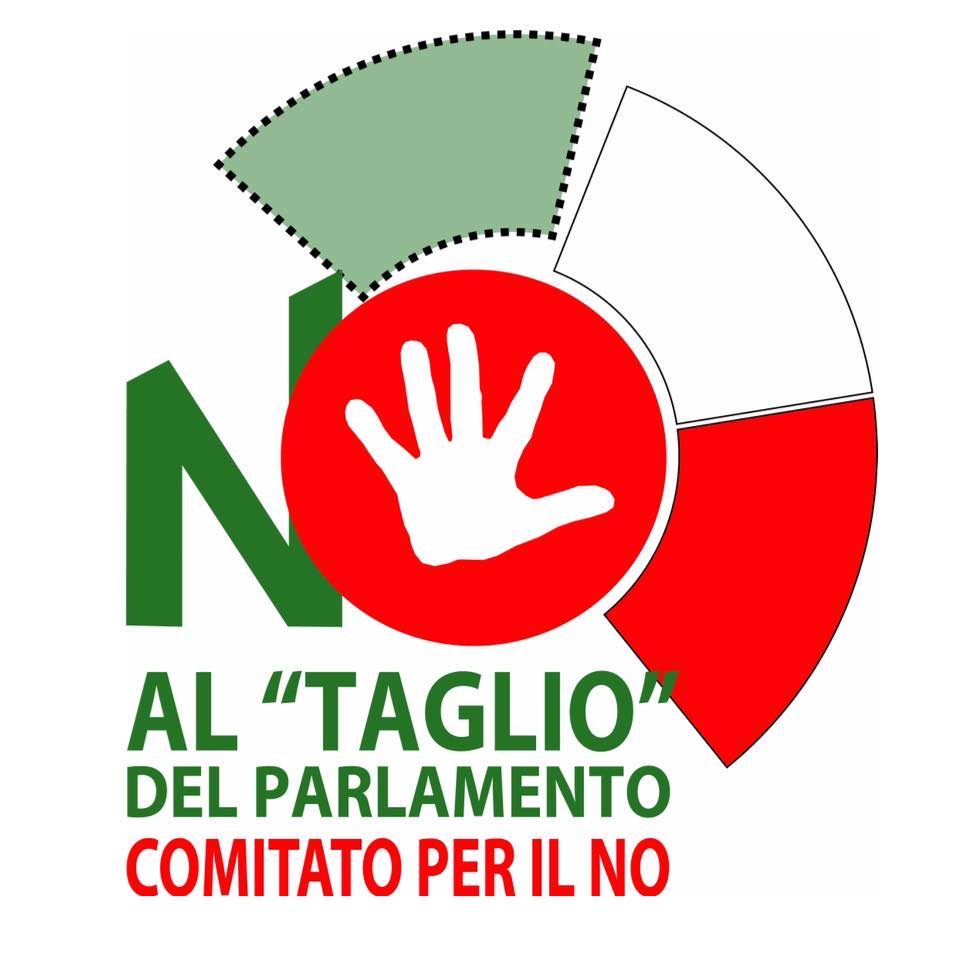 NO
AL “TAGLIO”
DEL PARLAMENTO
COMITATO PER IL NO